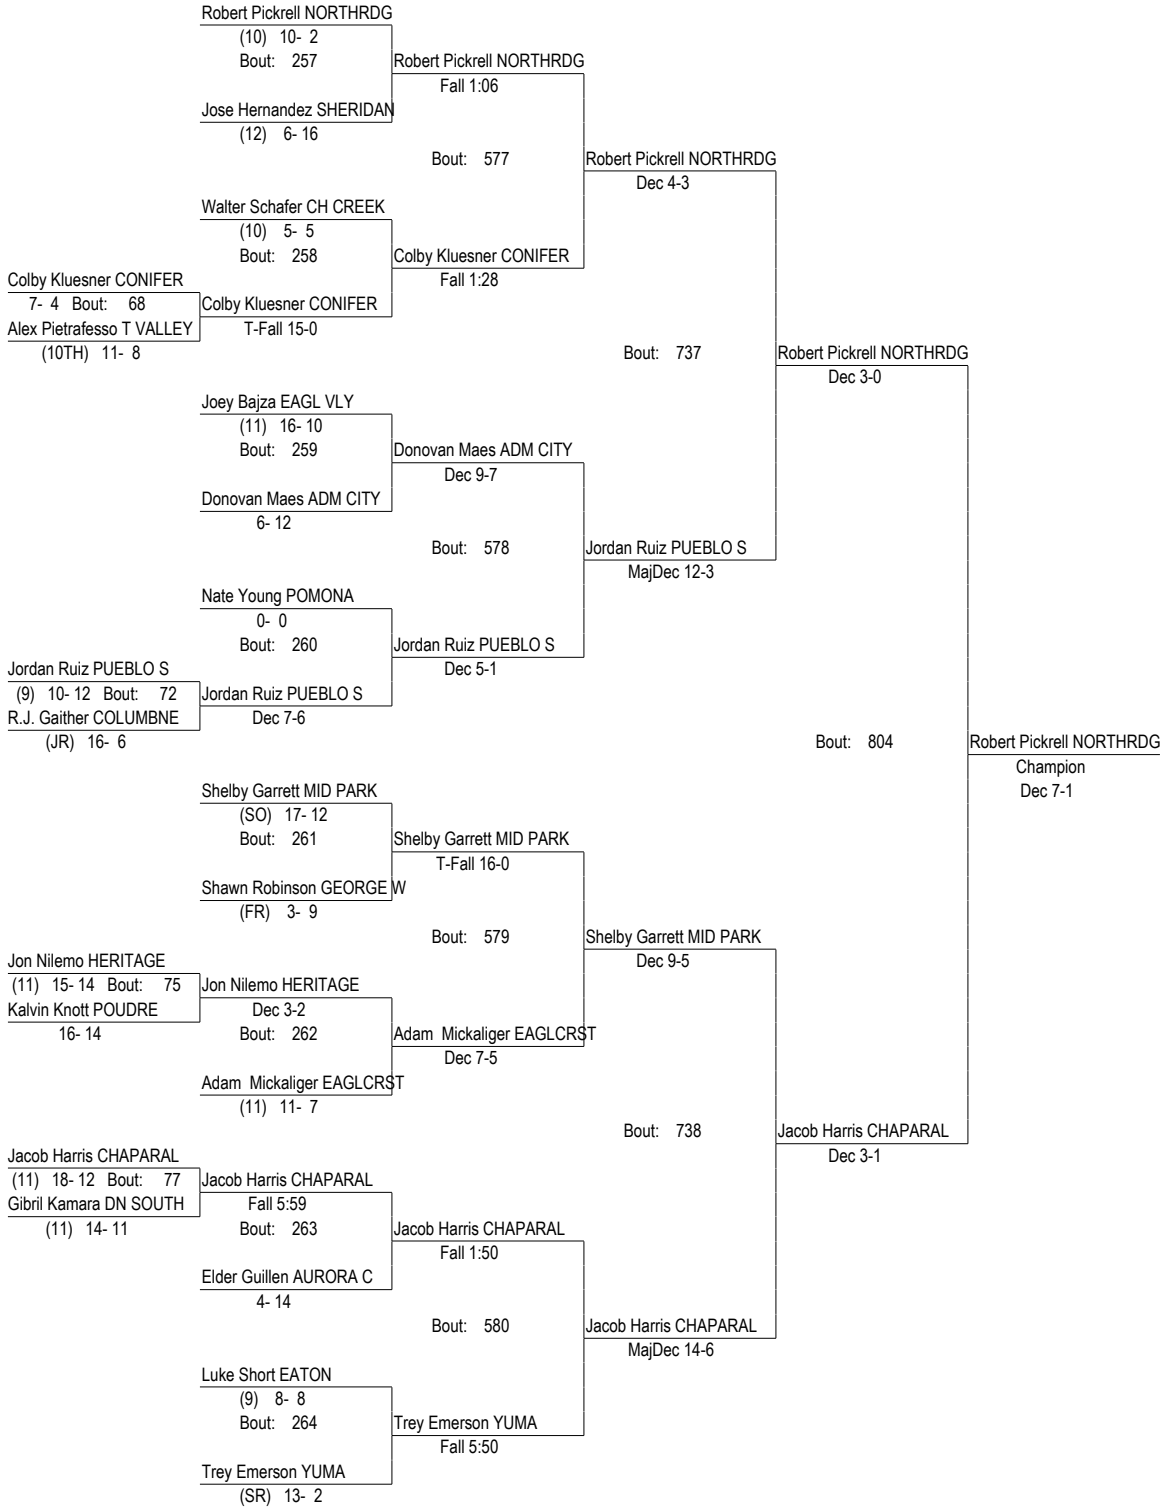 Robert Pickrell NORTHRDG
(10) 10- 2
Bout: 257
Robert Pickrell NORTHRDG
Fall 1:06
Jose Hernandez SHERIDAN
(12) 6- 16
Bout: 577
Robert Pickrell NORTHRDG
Dec 4-3
Walter Schafer CH CREEK
(10) 5- 5
Bout: 258
Colby Kluesner CONIFER
Fall 1:28
Colby Kluesner CONIFER
7- 4 Bout: 68
Colby Kluesner CONIFER
Alex Pietrafesso T VALLEY
T-Fall 15-0
(10TH) 11- 8
Bout: 737
Robert Pickrell NORTHRDG
Dec 3-0
Joey Bajza EAGL VLY
(11) 16- 10
Bout: 259
Donovan Maes ADM CITY
Dec 9-7
Donovan Maes ADM CITY
6- 12
Bout: 578
Jordan Ruiz PUEBLO S
MajDec 12-3
Nate Young POMONA
0- 0
Bout: 260
Jordan Ruiz PUEBLO S
Dec 5-1
Jordan Ruiz PUEBLO S
(9) 10- 12 Bout: 72
Jordan Ruiz PUEBLO S
R.J. Gaither COLUMBNE
Dec 7-6
(JR) 16- 6
Bout: 804
Robert Pickrell NORTHRDG
Champion
Dec 7-1
Shelby Garrett MID PARK
(SO) 17- 12
Bout: 261
Shelby Garrett MID PARK
T-Fall 16-0
Shawn Robinson GEORGE W
(FR) 3- 9
Bout: 579
Shelby Garrett MID PARK
Dec 9-5
Jon Nilemo HERITAGE
(11) 15- 14 Bout: 75
Jon Nilemo HERITAGE
Kalvin Knott POUDRE
Dec 3-2
16- 14
Bout: 262
Adam Mickaliger EAGLCRST
Dec 7-5
Adam Mickaliger EAGLCRST
(11) 11- 7
Bout: 738
Jacob Harris CHAPARAL
Dec 3-1
Jacob Harris CHAPARAL
(11) 18- 12 Bout: 77
Jacob Harris CHAPARAL
Gibril Kamara DN SOUTH
Fall 5:59
(11) 14- 11
Bout: 263
Jacob Harris CHAPARAL
Fall 1:50
Elder Guillen AURORA C
4- 14
Bout: 580
Jacob Harris CHAPARAL
MajDec 14-6
Luke Short EATON
(9) 8- 8
Bout: 264
Trey Emerson YUMA
Fall 5:50
Trey Emerson YUMA
(SR) 13- 2